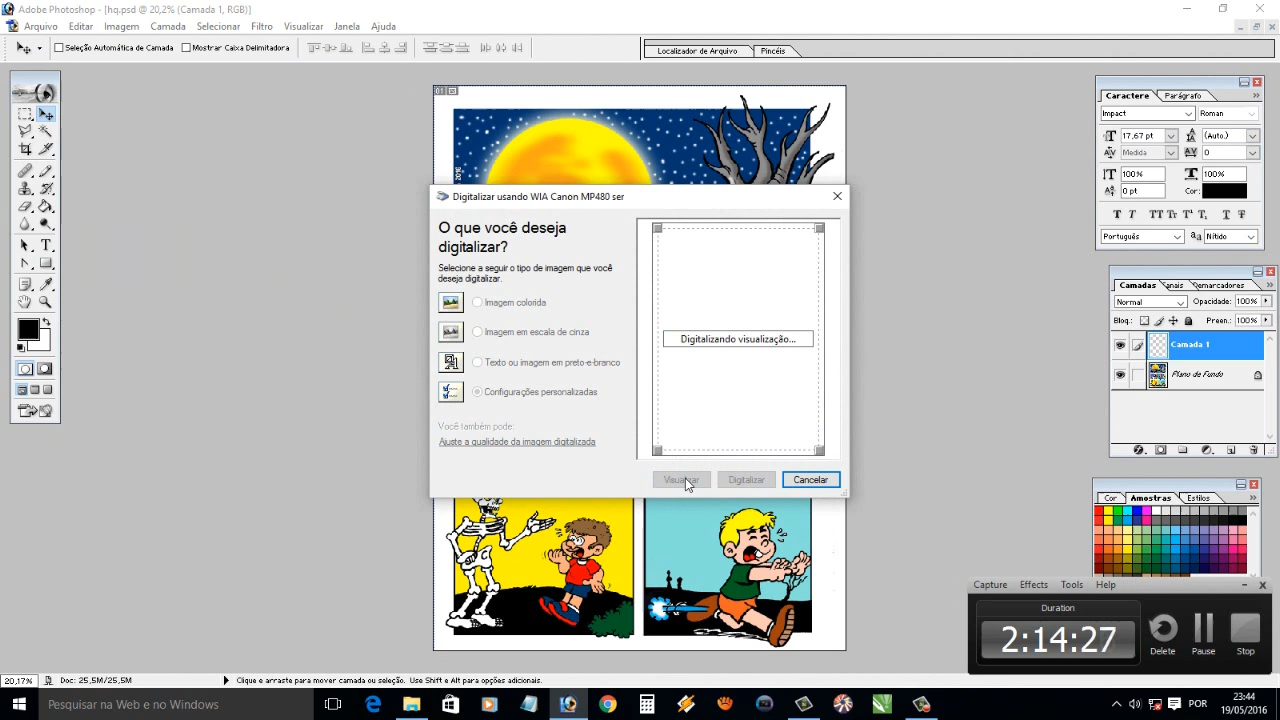 Adobe Photoshop - [hq.psd @ 20,2% (Camada 1, RGB)]
Arquivo Editar Imagem Camada Selecionar Filtro Visualizar Janela Ajuda
Seleção Automática de Camada Mostrar Caixa Delimitadora
Localizador de Arquivo Pincéis
01
2016
Caractere Parágrafo
Impact Roman
17,67 pt (Auto.)
Medida 0
100% 100%
0 pt Cor:
Português aa Nítido
Digitalizar usando WIA Canon MP480 ser
O que você deseja
digitalizar?
Selecione a seguir o tipo de imagem que você
deseja digitalizar.
Imagem colorida
Imagem em escala de cinza
Texto ou imagem em preto-e-branco
Configurações personalizadas
Você também pode:
Ajuste a qualidade da imagem digitalizada
Digitalizando visualização...
Visualizar Digitalizar Cancelar
Camadas Canais Demarcadores
Normal Opacidade: 100%
Bloq.: Preen.: 100%
Camada 1
Plano de Fundo
Cor Amostras Estilos
Capture Effects Tools Help
Duration
2:14:27
Delete Pause Stop
20,17% Doc: 25,5M/25,5M Clique e arraste para mover camada ou seleção. Use Shift e Alt para opções adicionais.
Pesquisar na Web e no Windows
POR
23:44
19/05/2016